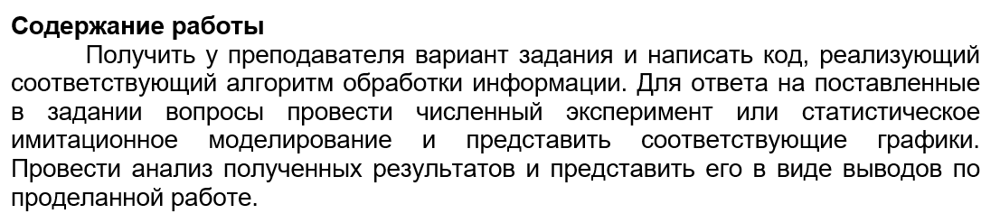 Содержание работы
Получить у преподавателя вариант задания и написать код, реализующий
соответствующий алгоритм обработки информации. Для ответа на поставленные
в задании вопросы провести численный эксперимент или статистическое
имитационное моделирование и представить соответствующие графики.
Провести анализ полученных результатов и представить его в виде выводов по
проделанной работе.